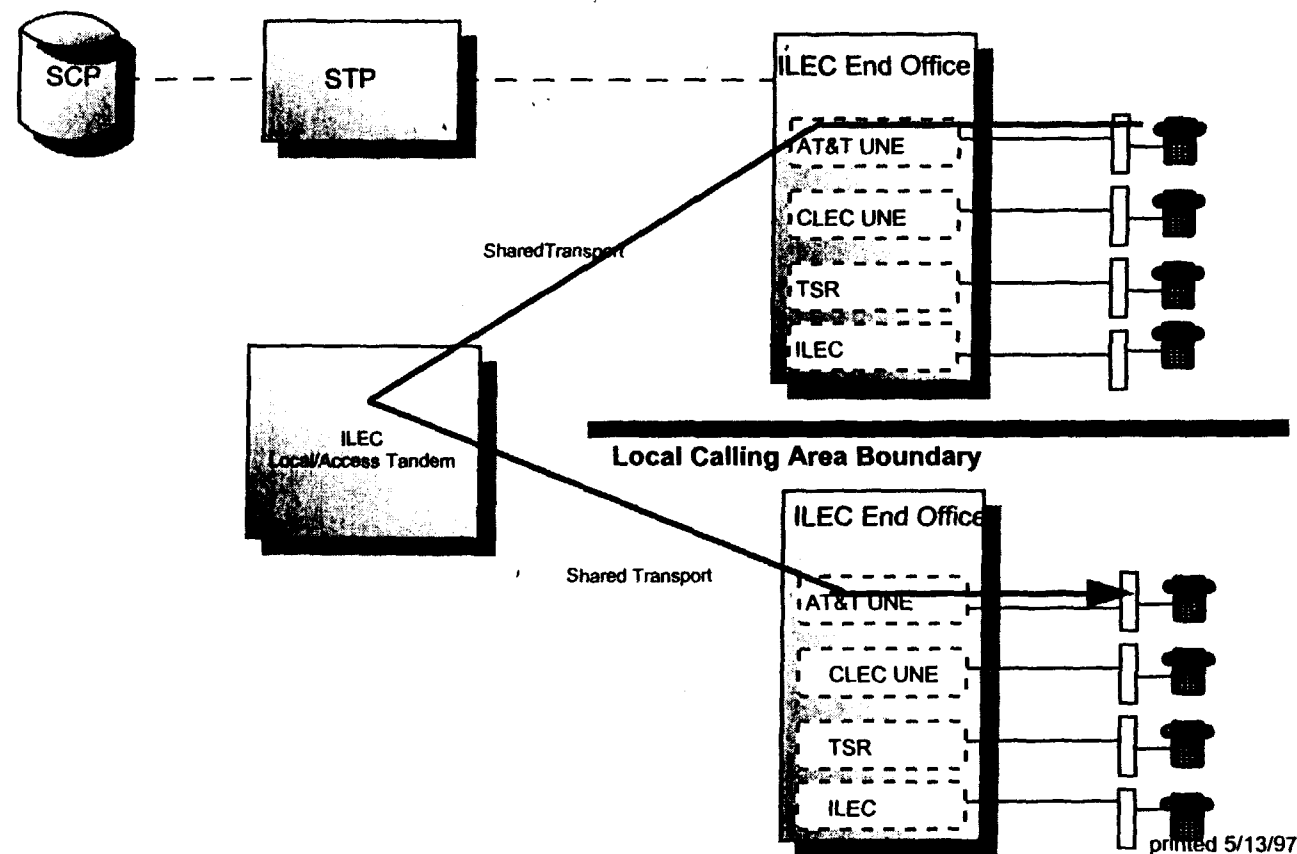 SCP
STP
ILEC End Office
AT&T UNE
CLEC UNE
TSR
ILEC
SharedTransport
ILEC
Local/Access Tandem
Local Calling Area Boundary
ILEC End Office
Shared Transport
AT&T UNE
CLEC UNE
TSR
ILEC
printed 5/13/97